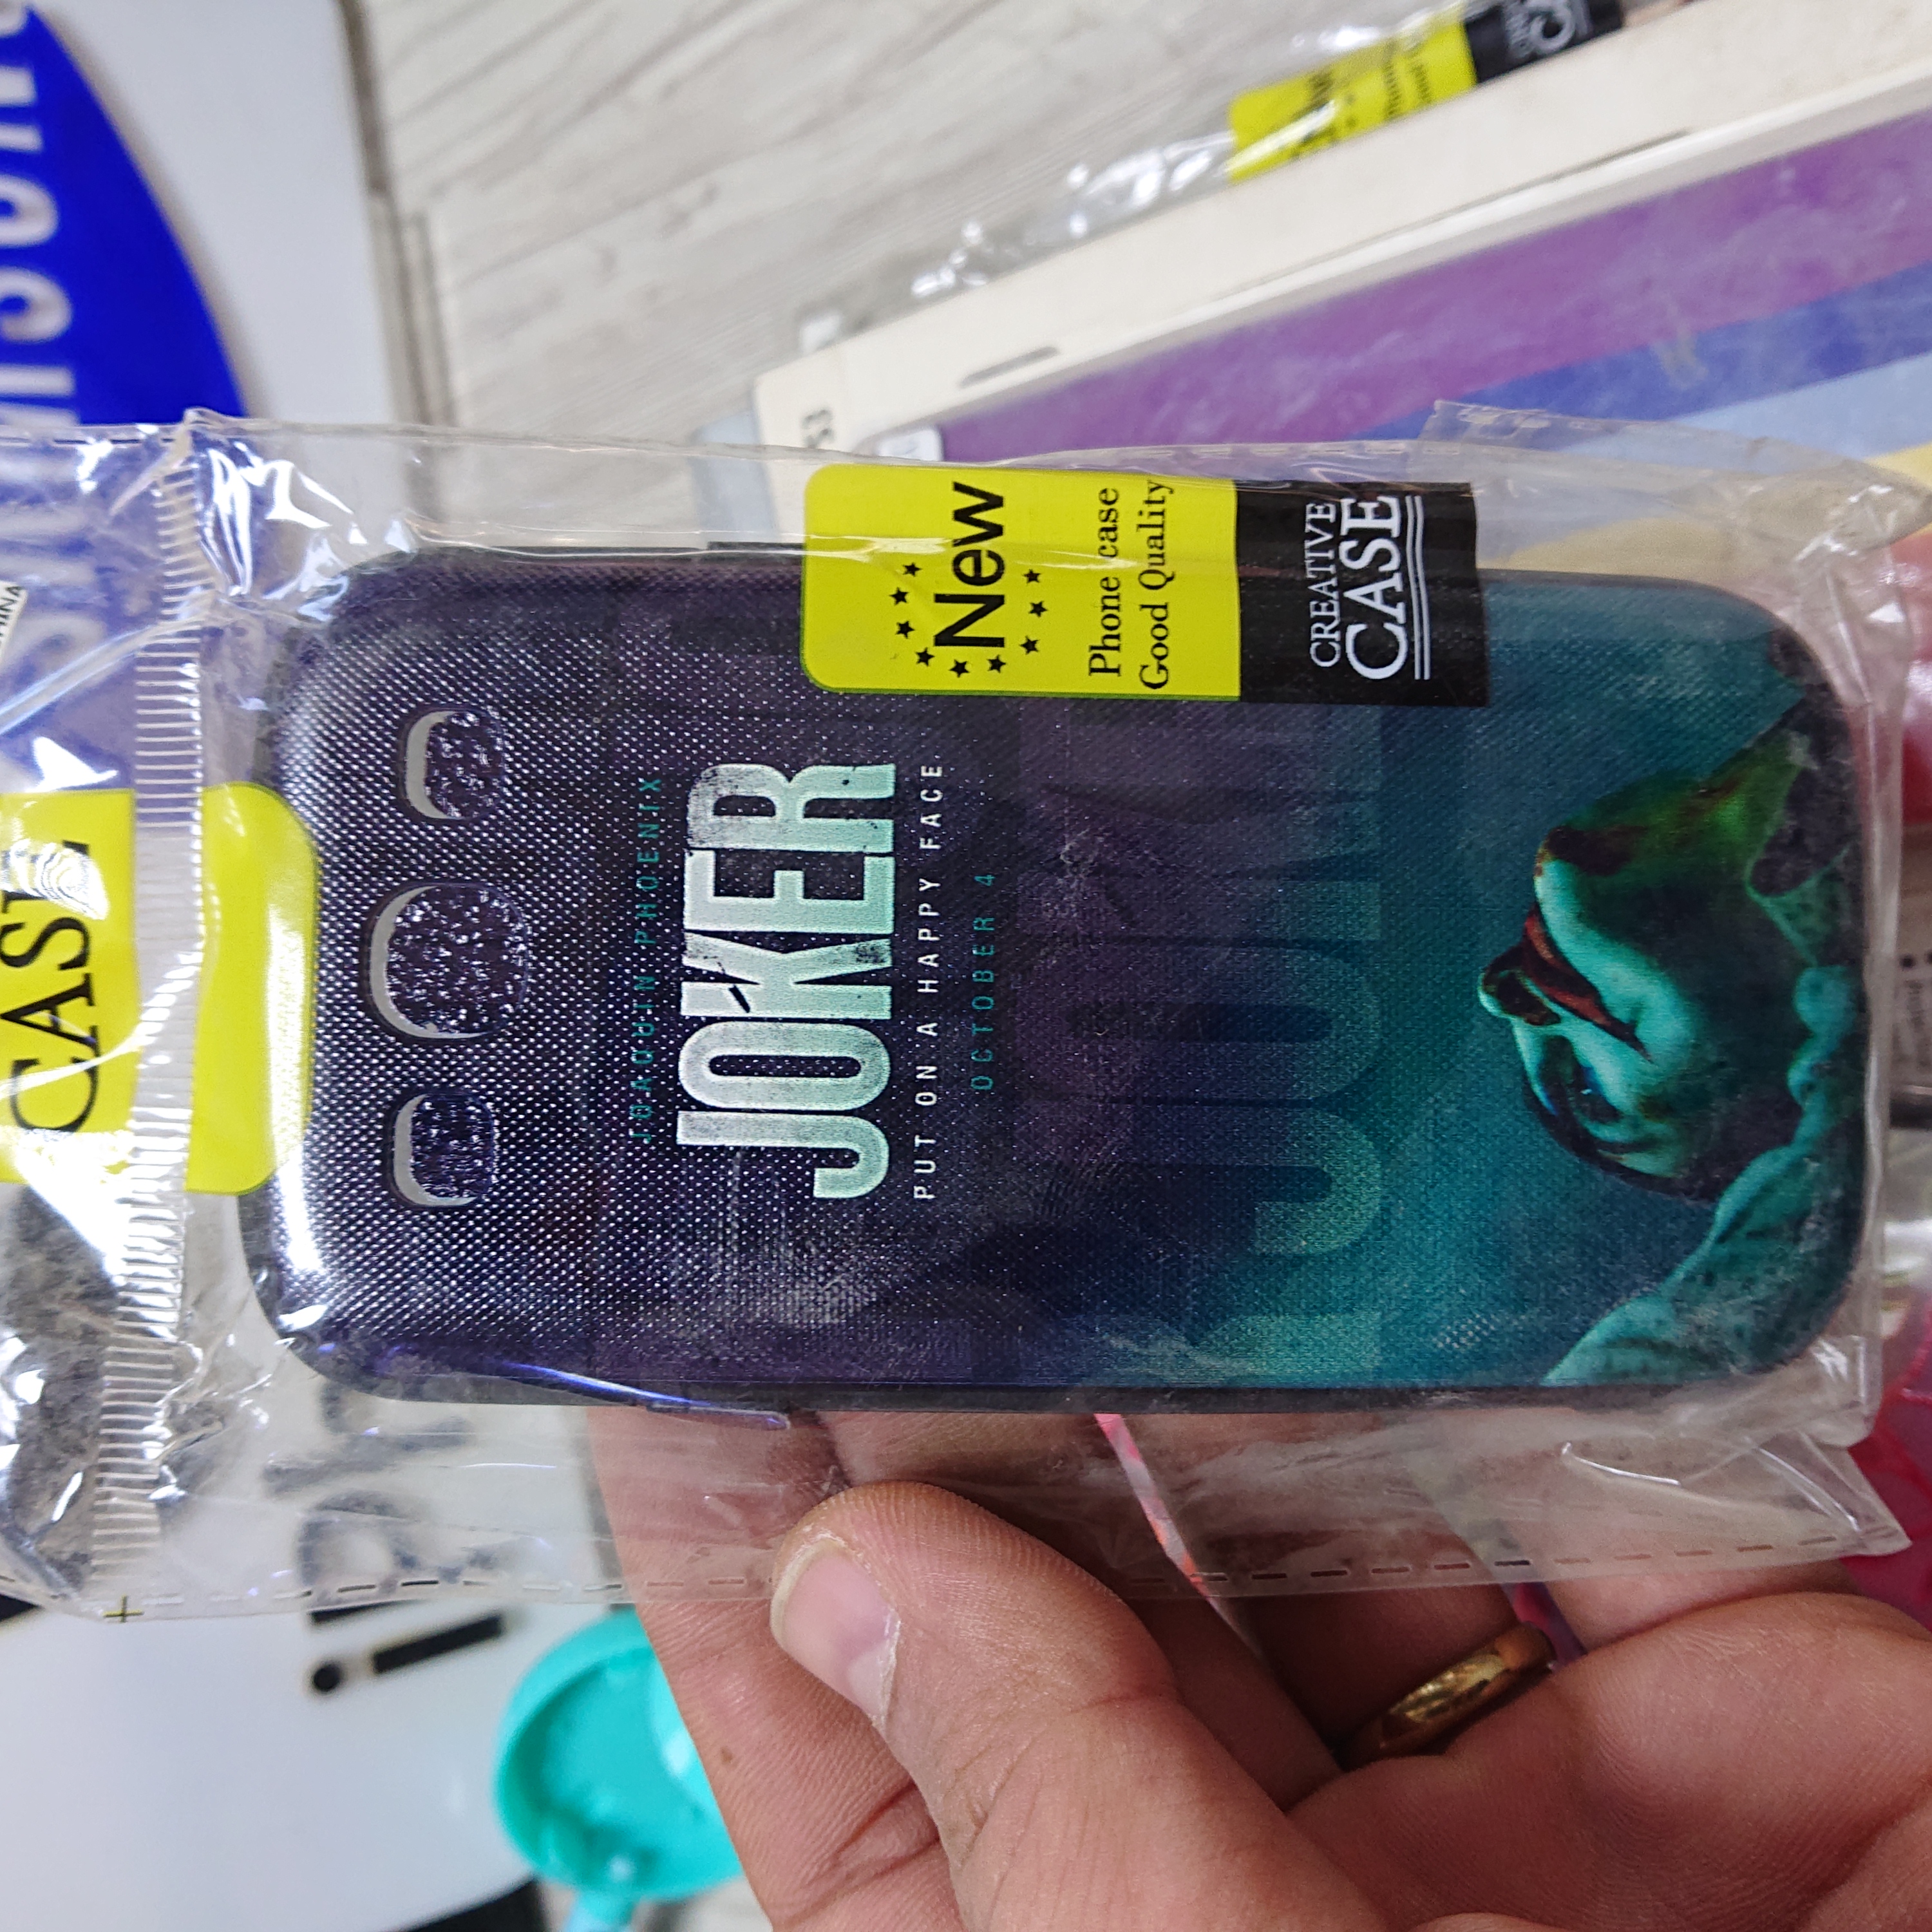 JOAQUIN PHOENIX
JOKER
PUT ON A HAPPY FACE
OCTOBER 4
New
Phone case
Good Quality
CREATIVE
CASE
CASE